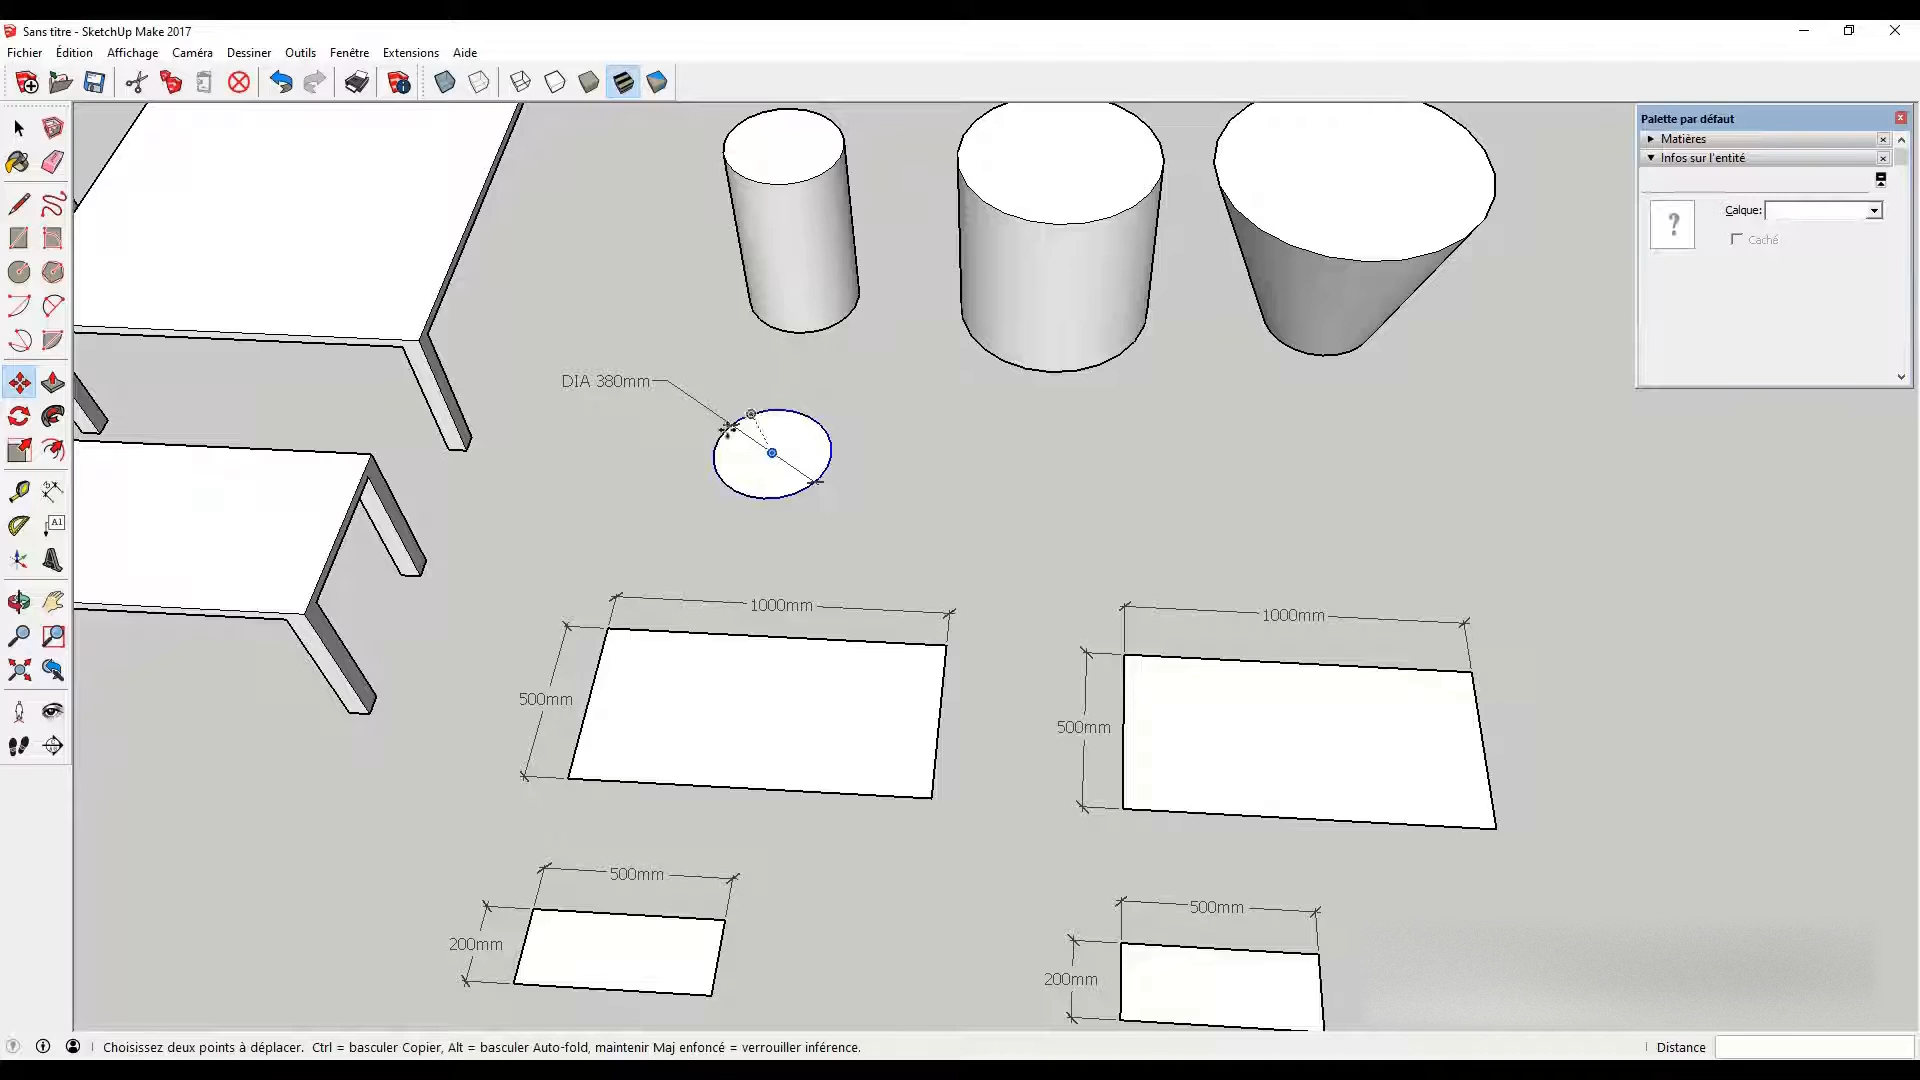 Sans titre - SketchUp Make 2017
Fichier Édition Affichage Caméra Dessiner Outils Fenêtre Extensions Aide
Palette par défaut
Matières
Infos sur l'entité
Calque:
?
Caché
DIA 380mm
A1
1000mm
1000mm
500mm
500mm
500mm
500mm
200mm
200mm
Choisissez deux points à déplacer. Ctrl = basculer Copier, Alt = basculer Auto-fold, maintenir Maj enfoncé = verrouiller inférence.
Distance